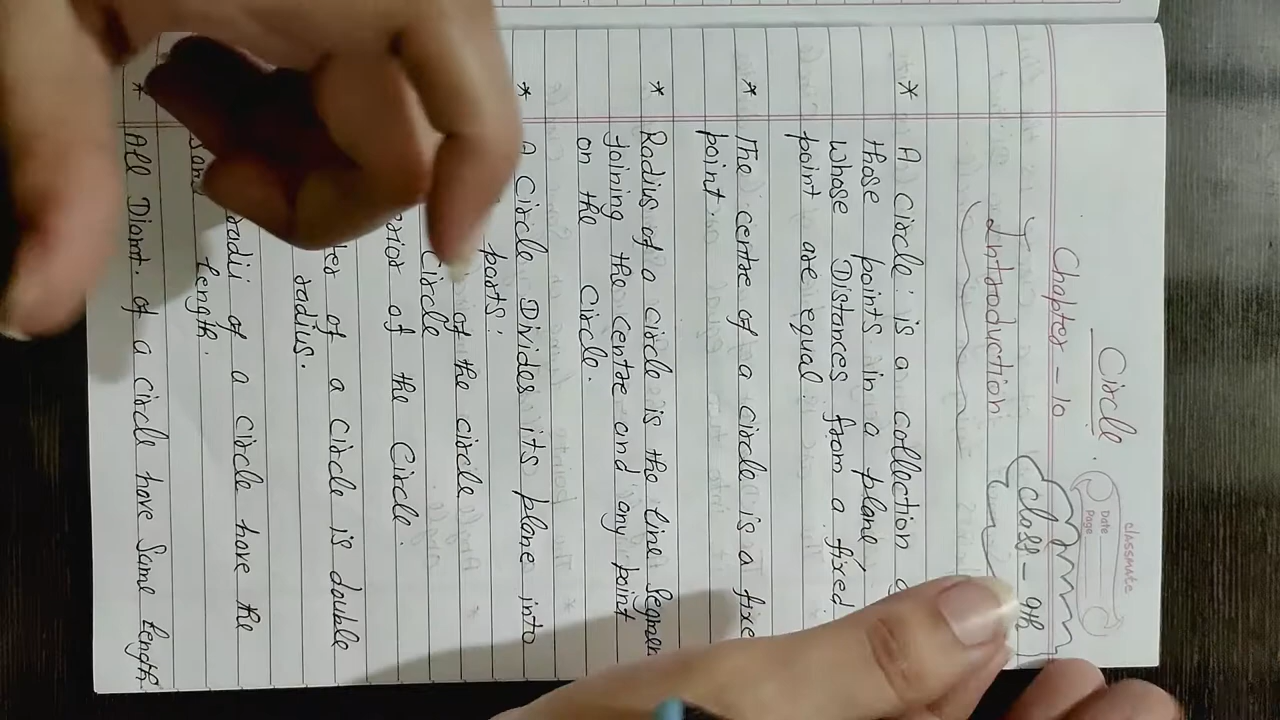 Circle.
classmate
Date
Page
Chapter - 10
Class - 9th
Introduction
* A circle is a collection
those points in a plane
whose Distances from a fixed
point are equal.
* The centre of a circle is a fixe
point.
* Radius of a circle is the line Segmen
joining the centre and any point
on the circle.
* A circle Divides its plane into
parts:
of the circle
Circle
of the Circle.
of a circle is double
radius.
radii of a circle have the
length.
* All Diamt. of a circle have Same length